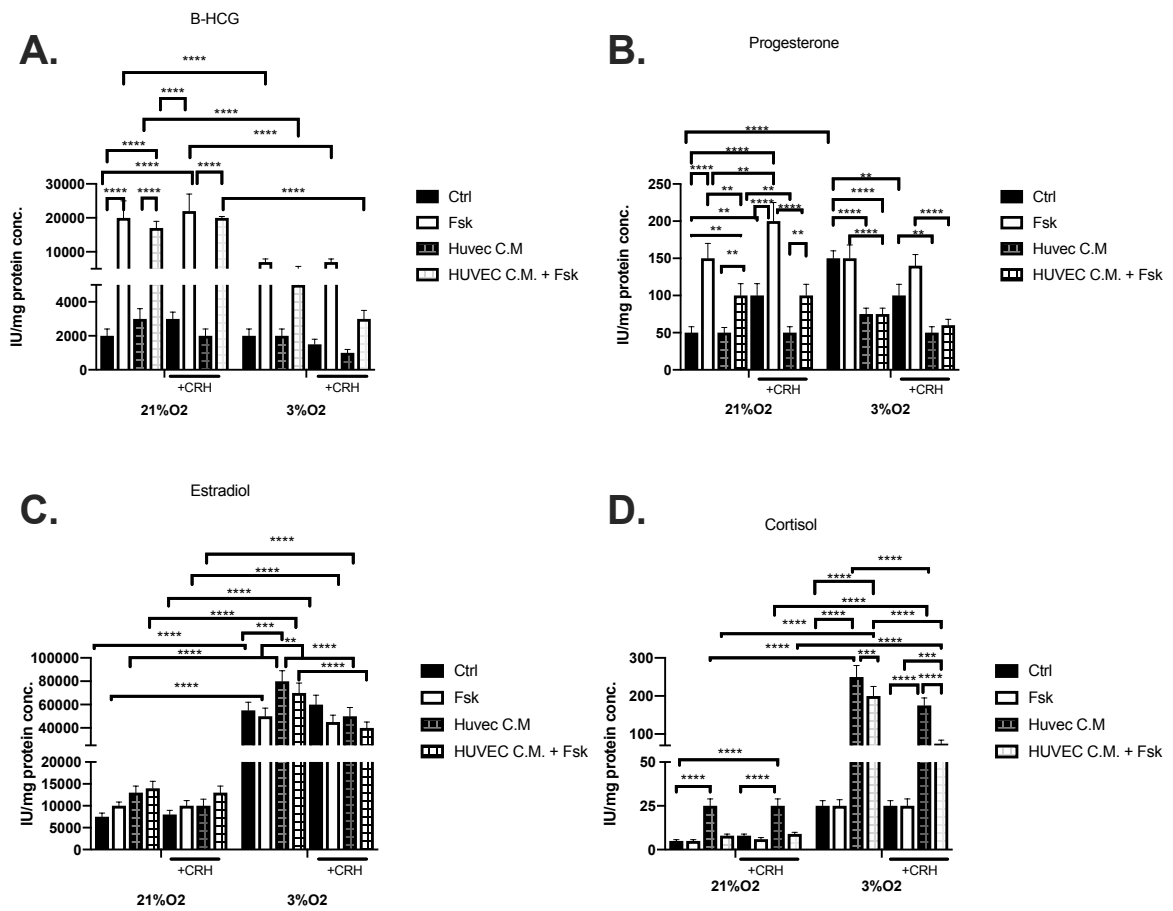 B-HCG
A.
****
****
****
****
****
****
****
****
****
****
IU/mg protein conc.
30000
20000
10000
4000
2000
0
+CRH
+CRH
21%O2
3%O2
Ctrl
Fsk
Huvec C.M
HUVEC C.M. + Fsk
Progesterone
B.
****
****
****
**
**
**
**
****
****
**
**
**
**
****
****
****
****
**
IU/mg protein conc.
250
200
150
100
50
0
+CRH
+CRH
21%O2
3%O2
Ctrl
Fsk
Huvec C.M
HUVEC C.M. + Fsk
Estradiol
C.
****
****
****
****
***
****
**
****
****
****
****
IU/mg protein conc.
100000
80000
60000
40000
20000
15000
10000
5000
0
+CRH
+CRH
21%O2
3%O2
Ctrl
Fsk
Huvec C.M
HUVEC C.M. + Fsk
Cortisol
D.
****
****
****
****
****
****
****
****
***
***
****
****
****
****
****
IU/mg protein conc.
300
200
100
50
25
0
+CRH
+CRH
21%O2
3%O2
Ctrl
Fsk
Huvec C.M
HUVEC C.M. + Fsk